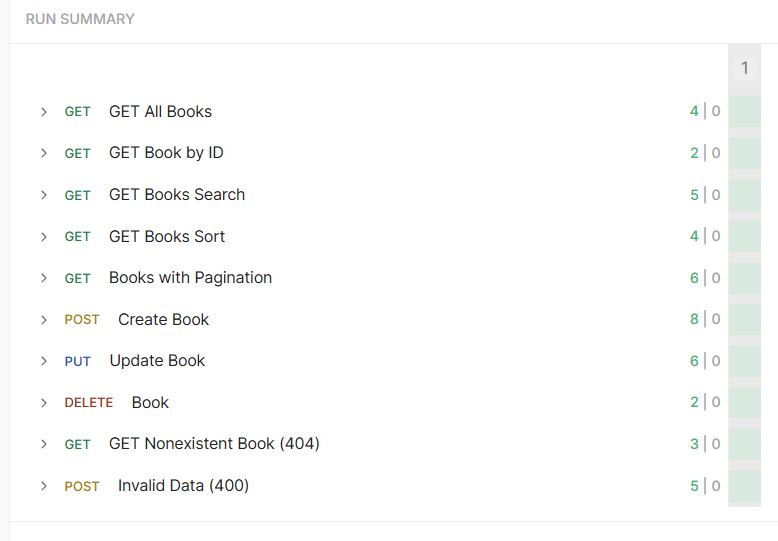 RUN SUMMARY
1
GET GET All Books 4 | 0
GET GET Book by ID 2 | 0
GET GET Books Search 5 | 0
GET GET Books Sort 4 | 0
GET Books with Pagination 6 | 0
POST Create Book 8 | 0
PUT Update Book 6 | 0
DELETE Book 2 | 0
GET GET Nonexistent Book (404) 3 | 0
POST Invalid Data (400) 5 | 0